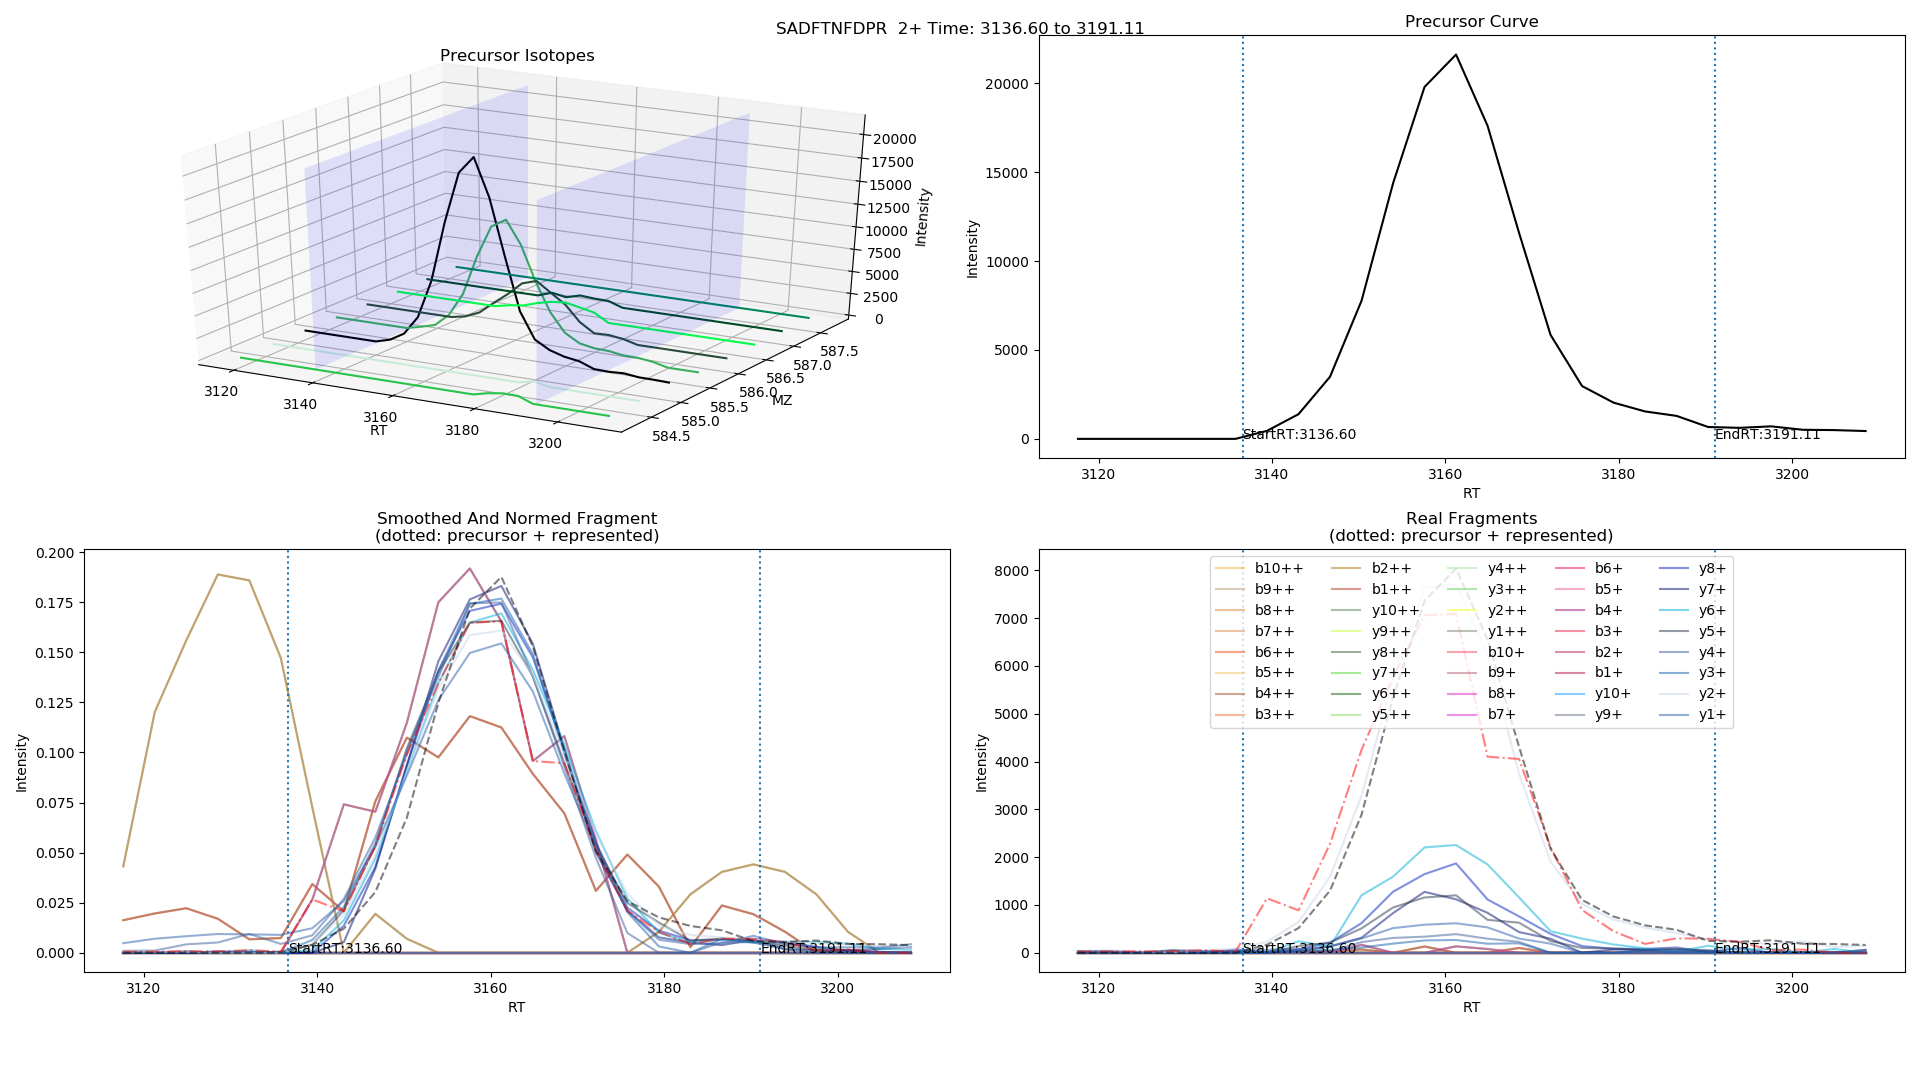 SADFTNFDPR  2+ Time: 3136.60 to 3191.11
Precursor Isotopes
20000
17500
15000
12500
10000
7500
5000
2500
0
Intensity
3120
3140
3160
3180
3200
RT
584.5
585.0
585.5
586.0
586.5
587.0
587.5
MZ
Precursor Curve
20000
15000
10000
5000
0
Intensity
StartRT:3136.60
EndRT:3191.11
3120 3140 3160 3180 3200
RT
Smoothed And Normed Fragment
(dotted: precursor + represented)
0.200
0.175
0.150
0.125
0.100
0.075
0.050
0.025
0.000
Intensity
StartRT:3136.60
EndRT:3191.11
3120 3140 3160 3180 3200
RT
Real Fragments
(dotted: precursor + represented)
8000
7000
6000
5000
4000
3000
2000
1000
0
Intensity
b10++ b2++ y4++ b6+ y8+
b9++ b1++ y3++ b5+ y7+
b8++ y10++ y2++ b4+ y6+
b7++ y9++ y1++ b3+ y5+
b6++ y8++ b10+ b2+ y4+
b5++ y7++ b9+ b1+ y3+
b4++ y6++ b8+ y10+ y2+
b3++ y5++ b7+ y9+ y1+
StartRT:3136.60
EndRT:3191.11
3120 3140 3160 3180 3200
RT